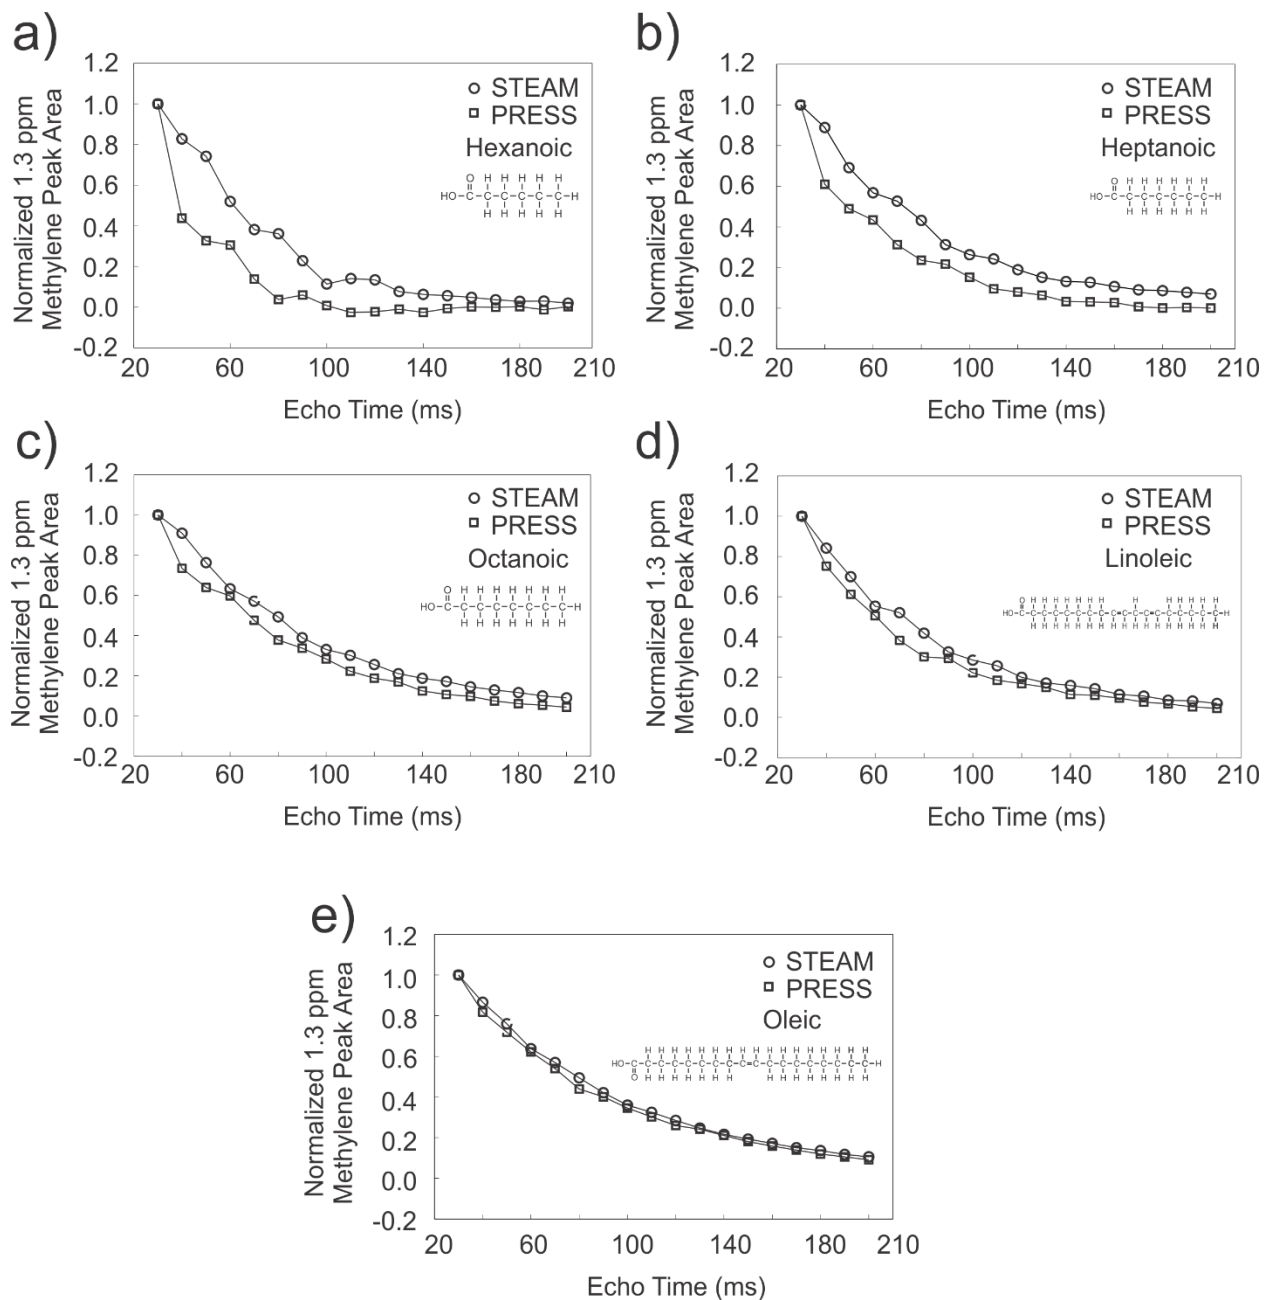 a)
1.2
1.0
0.8
0.6
0.4
0.2
0.0
-0.2
Normalized 1.3 ppm
Methylene Peak Area
STEAM
PRESS
Hexanoic
O H H H H H
HO-C-C-C-C-C-C-H
H H H H H
20 60 100 140 180 210
Echo Time (ms)
b)
1.2
1.0
0.8
0.6
0.4
0.2
0.0
-0.2
Normalized 1.3 ppm
Methylene Peak Area
STEAM
PRESS
Heptanoic
O H H H H H H
HO-C-C-C-C-C-C-C-H
H H H H H H
20 60 100 140 180 210
Echo Time (ms)
c)
1.2
1.0
0.8
0.6
0.4
0.2
0.0
-0.2
Normalized 1.3 ppm
Methylene Peak Area
STEAM
PRESS
Octanoic
O H H H H H H H
HO-C-C-C-C-C-C-C-C-H
H H H H H H H
20 60 100 140 180 210
Echo Time (ms)
d)
1.2
1.0
0.8
0.6
0.4
0.2
0.0
-0.2
Normalized 1.3 ppm
Methylene Peak Area
STEAM
PRESS
Linoleic
O H H H H H H H H H H H H H
HO-C-C-C-C-C-C-C-C-C=C-C-C=C-C-C-C-C-C-H
H H H H H H H H H H H H H
20 60 100 140 180 210
Echo Time (ms)
e)
1.2
1.0
0.8
0.6
0.4
0.2
0.0
-0.2
Normalized 1.3 ppm
Methylene Peak Area
STEAM
PRESS
Oleic
H H H H H H H H H H H H H H H H H
HO-C-C-C-C-C-C-C-C-C=C-C-C-C-C-C-C-C-C-H
O H H H H H H H H H H H H H H H
20 60 100 140 180 210
Echo Time (ms)